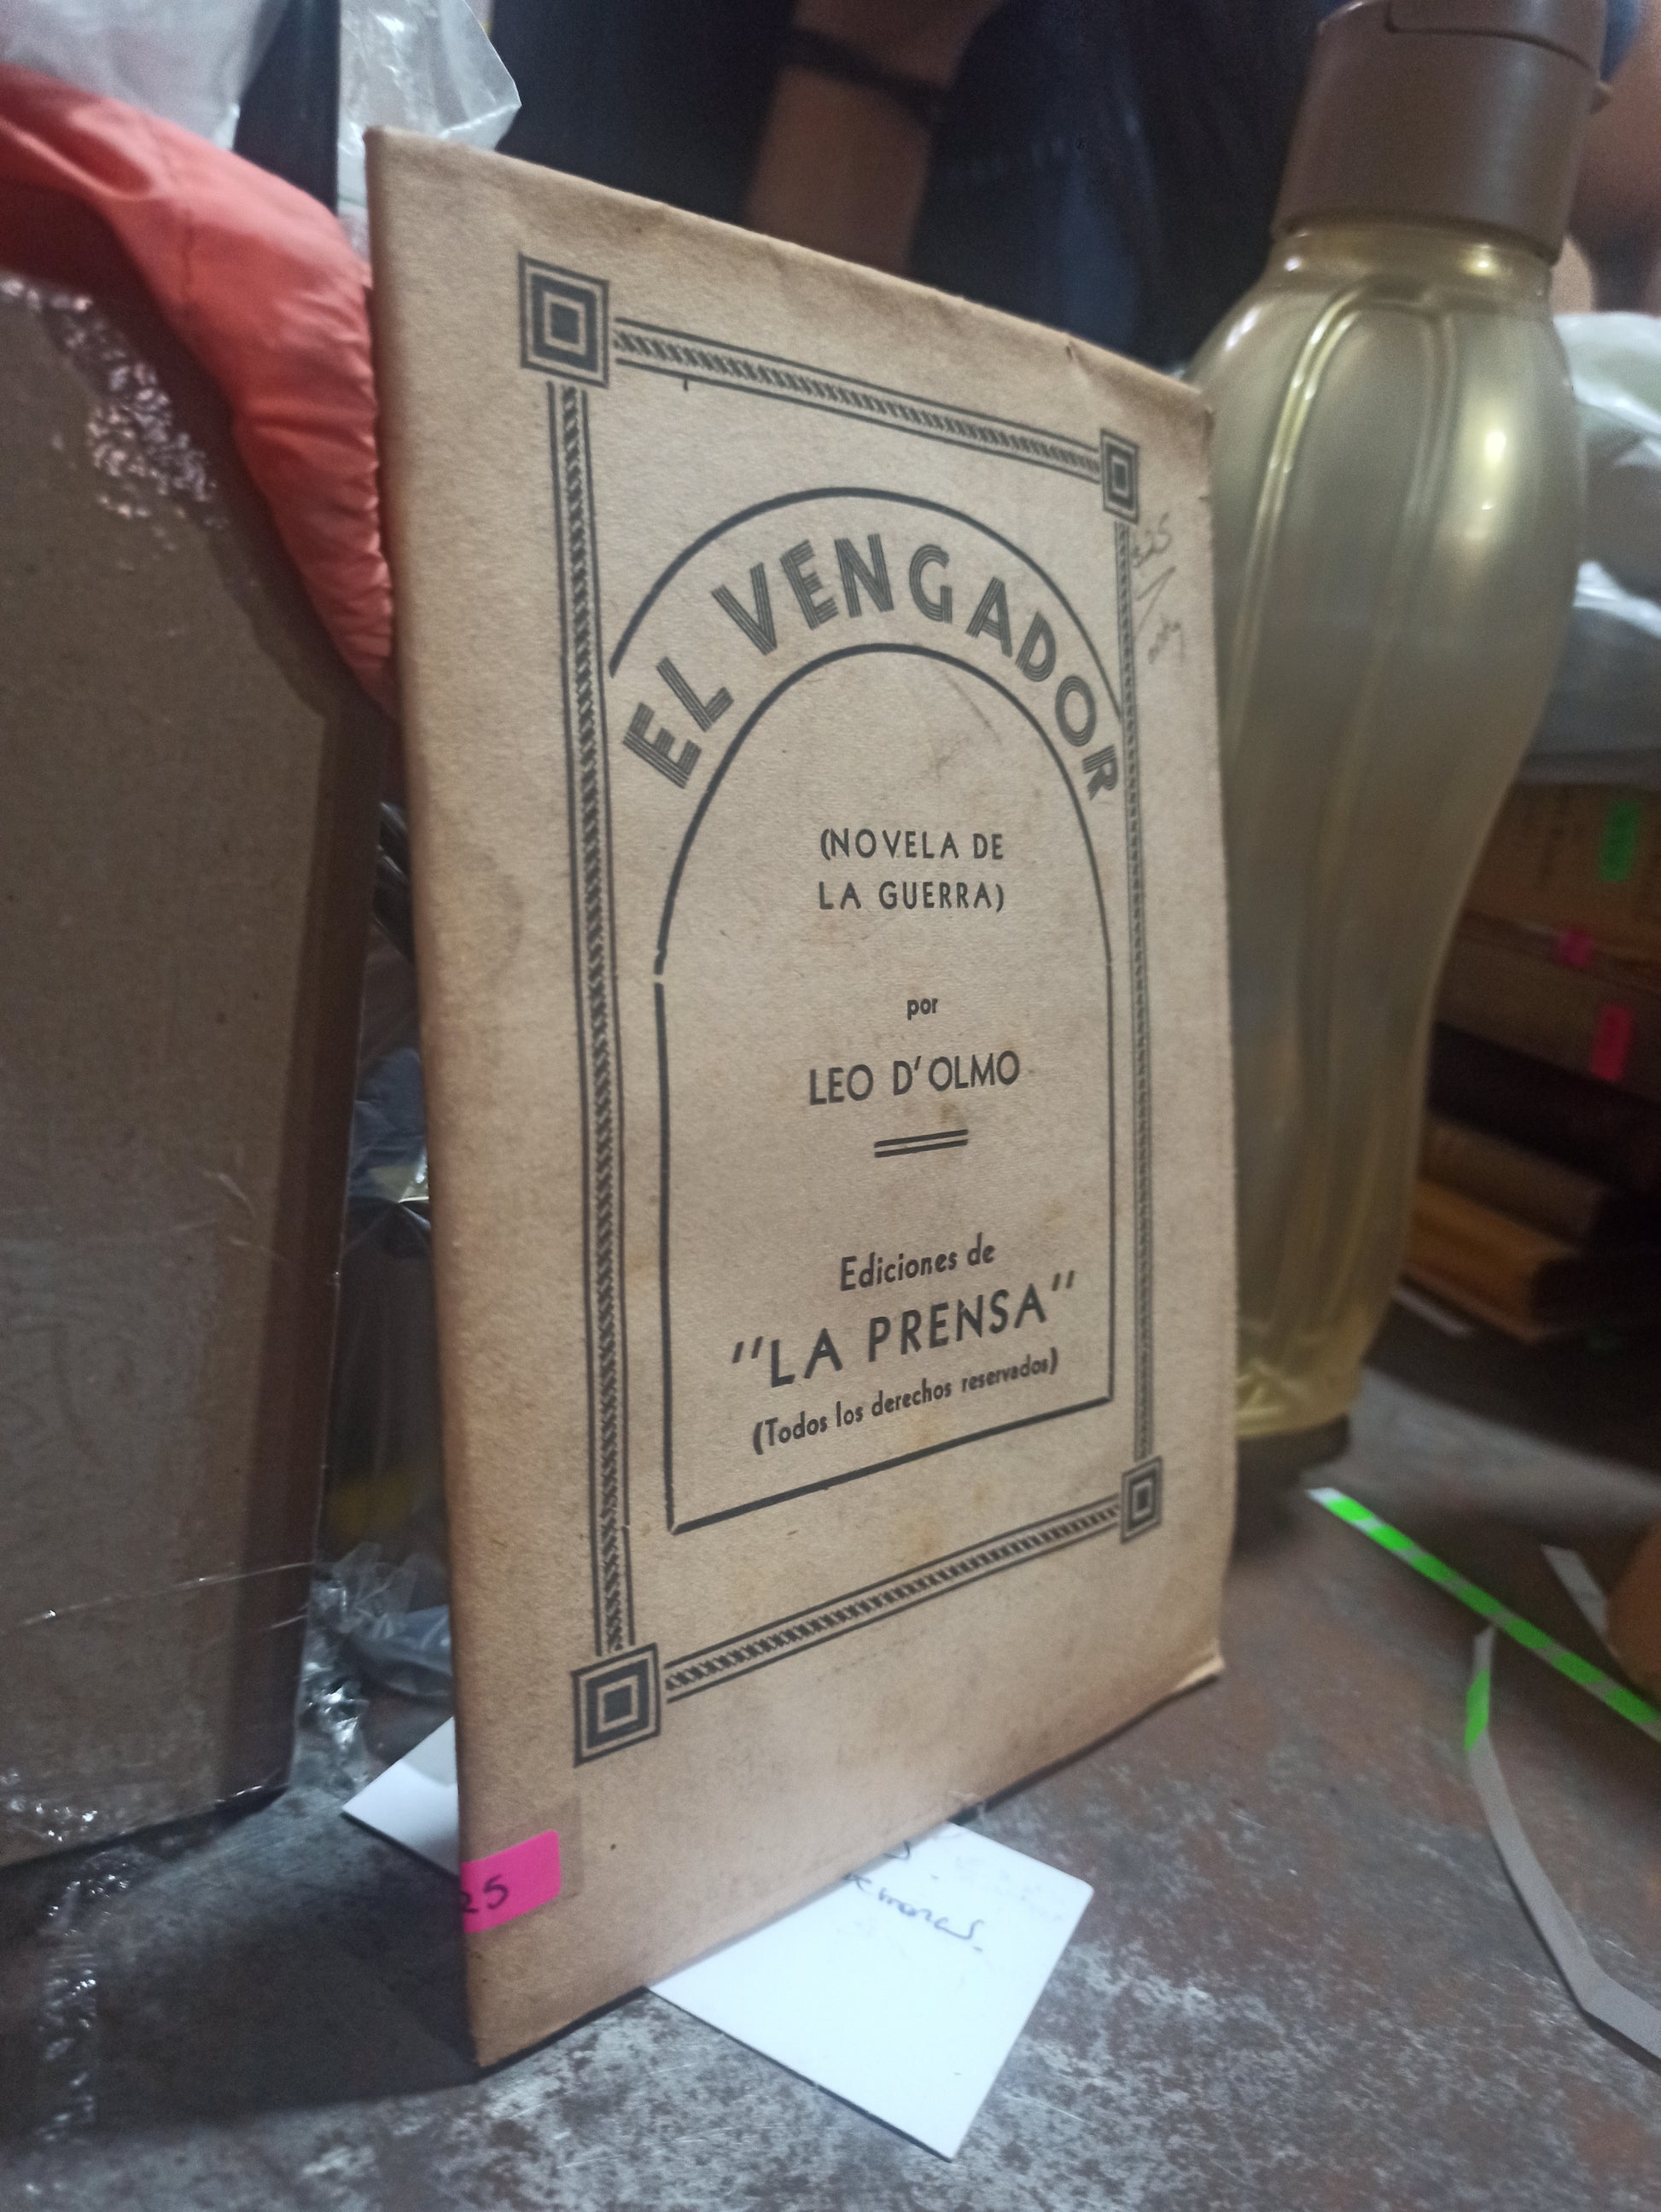 EL VENGADOR
(NOVELA DE
LA GUERRA)
por
LEO D'OLMO
Ediciones de
"LA PRENSA"
(Todos los derechos reservados)
25